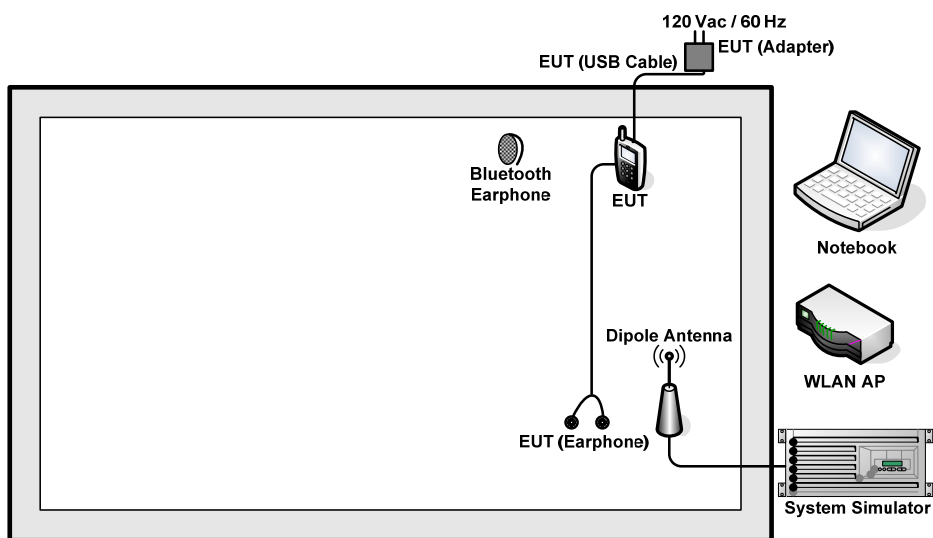 120 Vac / 60 Hz
EUT (Adapter)
EUT (USB Cable)
Bluetooth
Earphone
EUT
Notebook
Dipole Antenna
WLAN AP
EUT (Earphone)
System Simulator